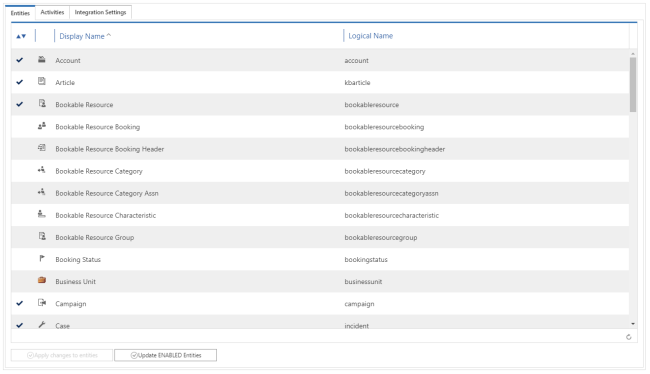 Entities Activities Integration Settings
Display Name Logical Name
Account account
Article kbarticle
Bookable Resource bookableresource
Bookable Resource Booking bookableresourcebooking
Bookable Resource Booking Header bookableresourcebookingheader
Bookable Resource Category bookableresourcecategory
Bookable Resource Category Assn bookableresourcecategoryassn
Bookable Resource Characteristic bookableresourcecharacteristic
Bookable Resource Group bookableresourcegroup
Booking Status bookingstatus
Business Unit businessunit
Campaign campaign
Case incident
Apply changes to entities Update ENABLED Entities